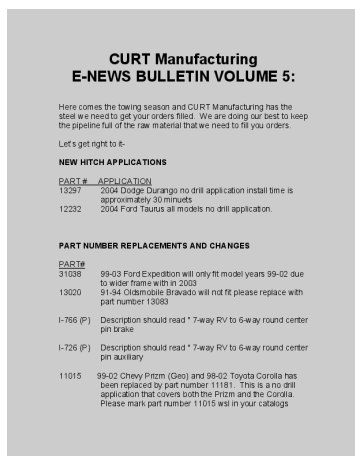 CURT Manufacturing
E-NEWS BULLETIN VOLUME 5:
Here comes the towing season and CURT Manufacturing has the
steel we need to get your orders filled. We are doing our best to keep
the pipeline full of the raw material that we need to fill you orders.
Let's get right to it-
NEW HITCH APPLICATIONS
PART # APPLICATION
13297 2004 Dodge Durango no drill application install time is
approximately 30 minuets
12232 2004 Ford Taurus all models no drill application.
PART NUMBER REPLACEMENTS AND CHANGES
PART#
31038 99-03 Ford Expedition will only fit model years 99-02 due
to wider frame with in 2003
13020 91-94 Oldsmobile Bravado will not fit please replace with
part number 13083
I-766 (P) Description should read " 7-way RV to 6-way round center
pin brake
I-726 (P) Description should read " 7-way RV to 6-way round center
pin auxiliary
11015 99-02 Chevy Prizm (Geo) and 98-02 Toyota Corolla has
been replaced by part number 11181. This is a no drill
application that covers both the Prizm and the Corolla.
Please mark part number 11015 wsl in your catalogs